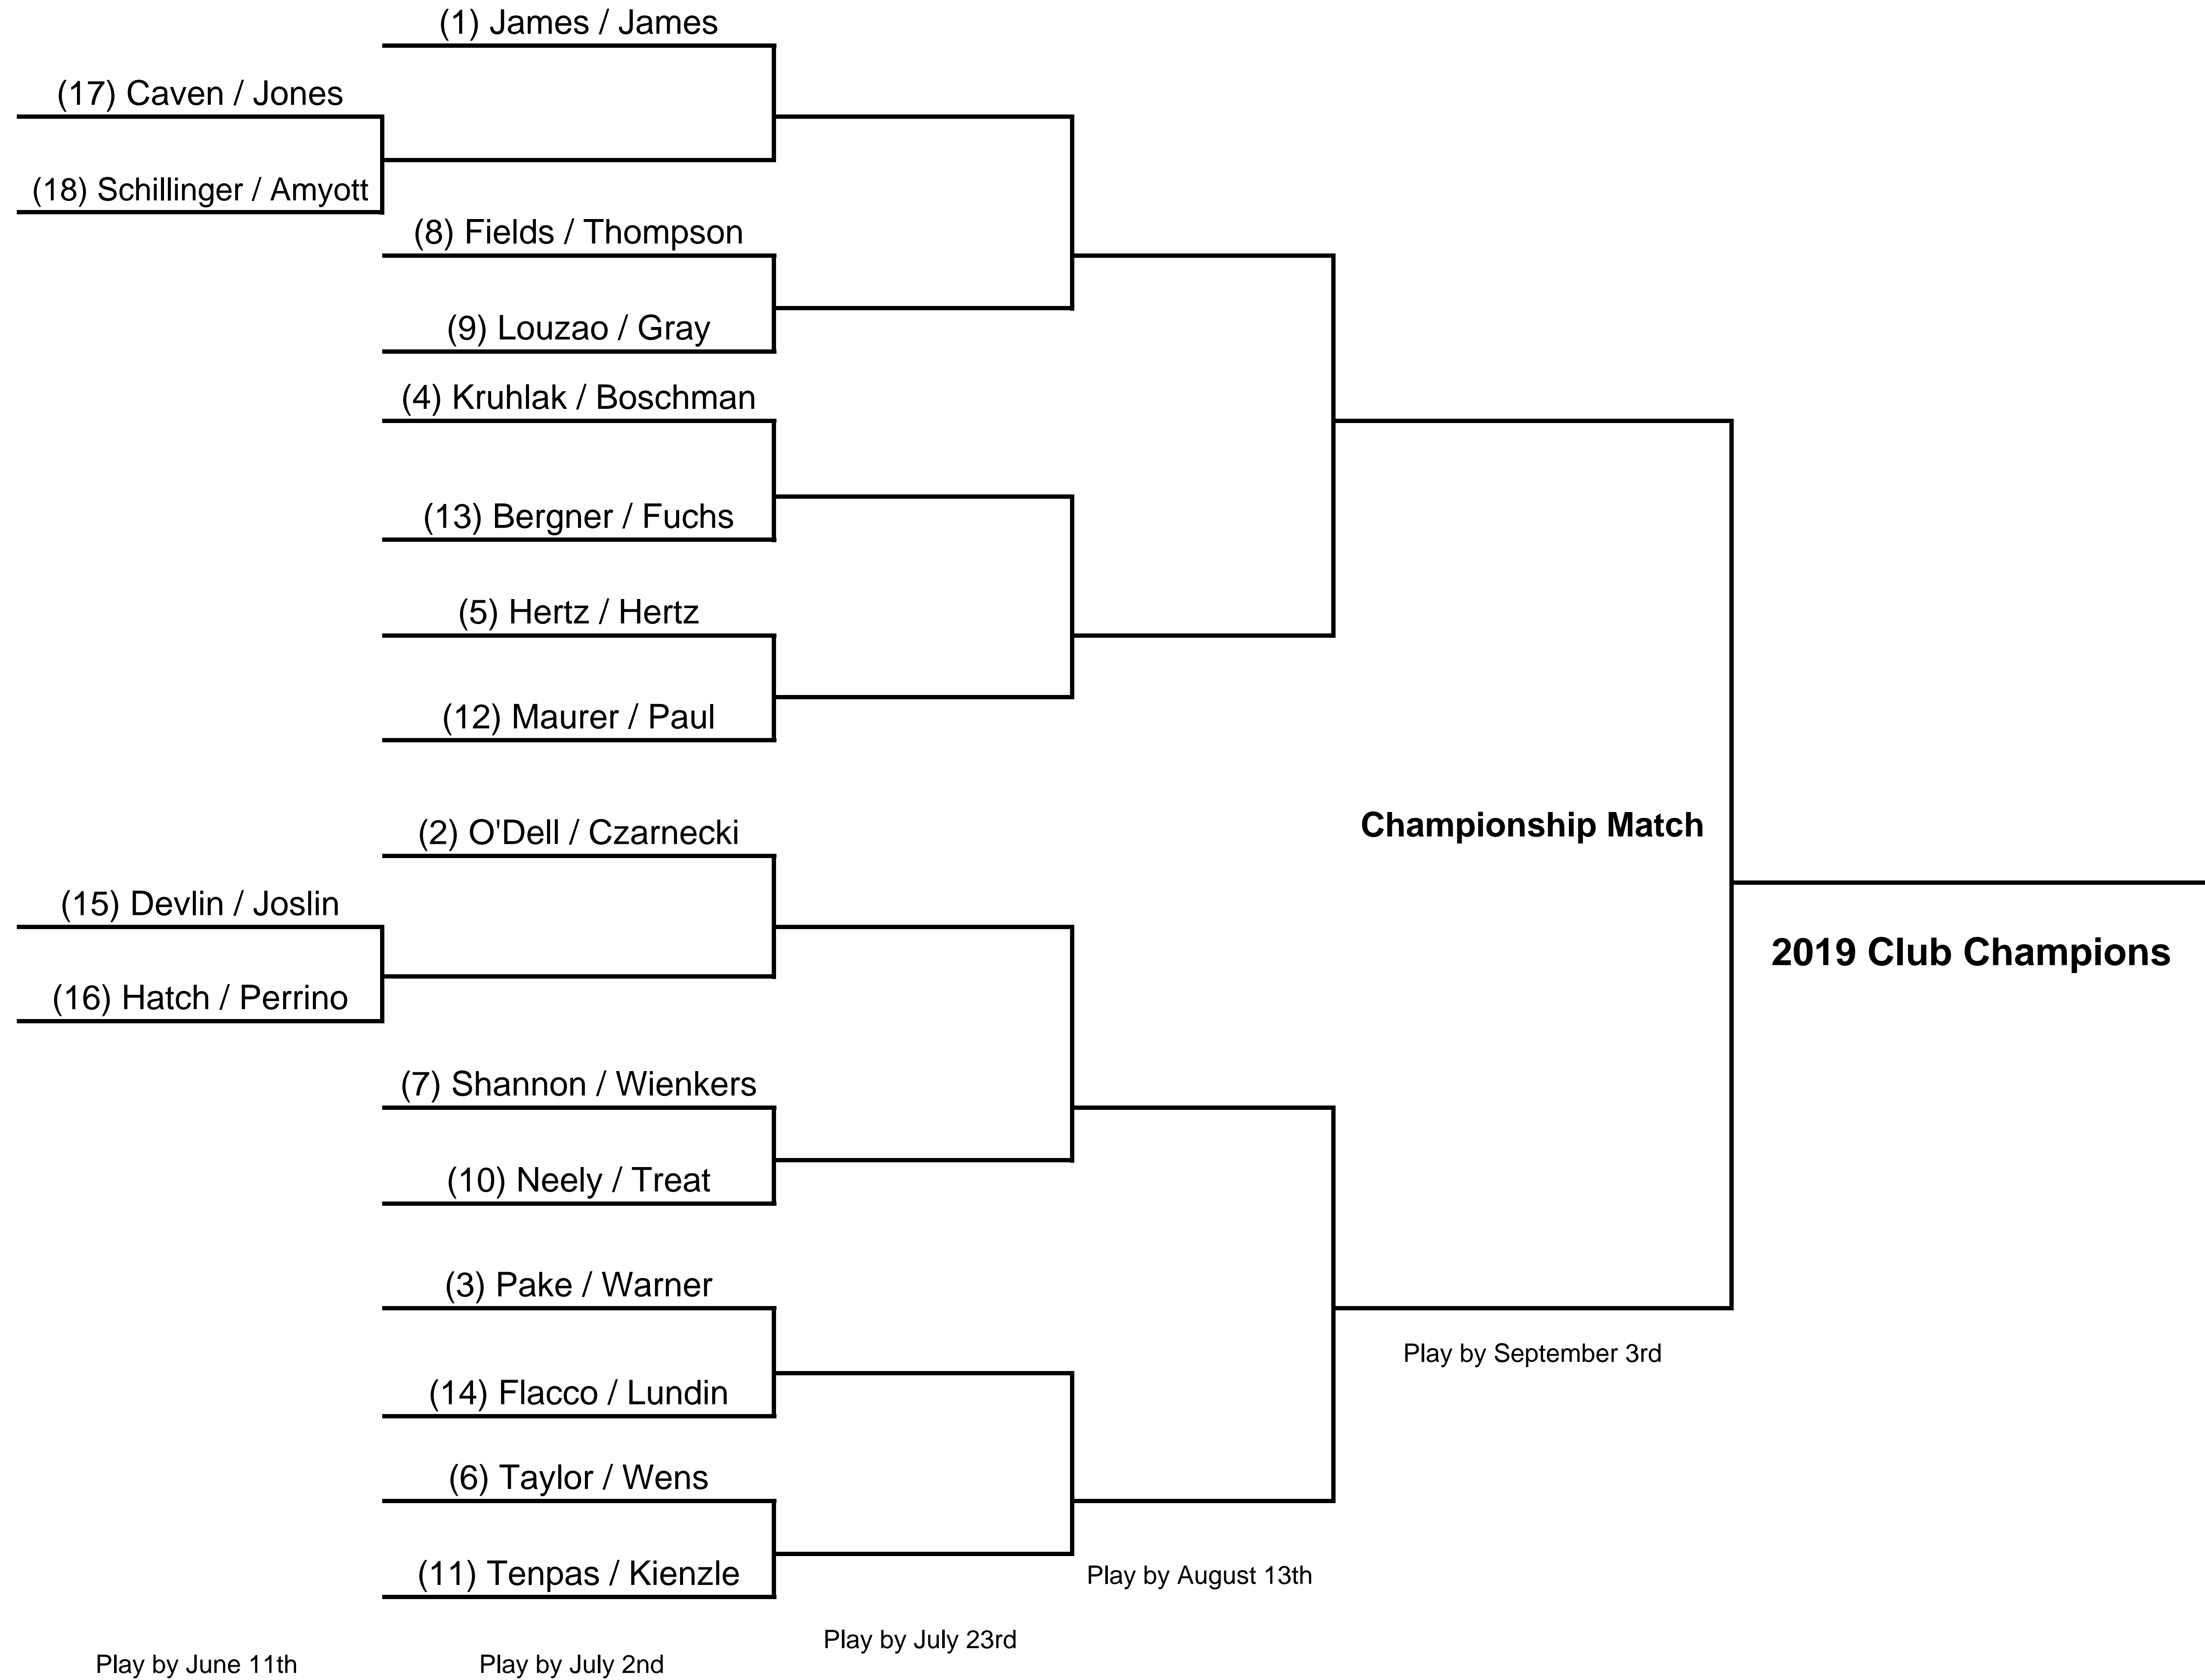 (1) James / James
(17) Caven / Jones
(18) Schillinger / Amyott
(8) Fields / Thompson
(9) Louzao / Gray
(4) Kruhlak / Boschman
(13) Bergner / Fuchs
(5) Hertz / Hertz
(12) Maurer / Paul
Championship Match
(2) O'Dell / Czarnecki
(15) Devlin / Joslin
2019 Club Champions
(16) Hatch / Perrino
(7) Shannon / Wienkers
(10) Neely / Treat
(3) Pake / Warner
Play by September 3rd
(14) Flacco / Lundin
(6) Taylor / Wens
(11) Tenpas / Kienzle
Play by August 13th
Play by July 23rd
Play by June 11th
Play by July 2nd